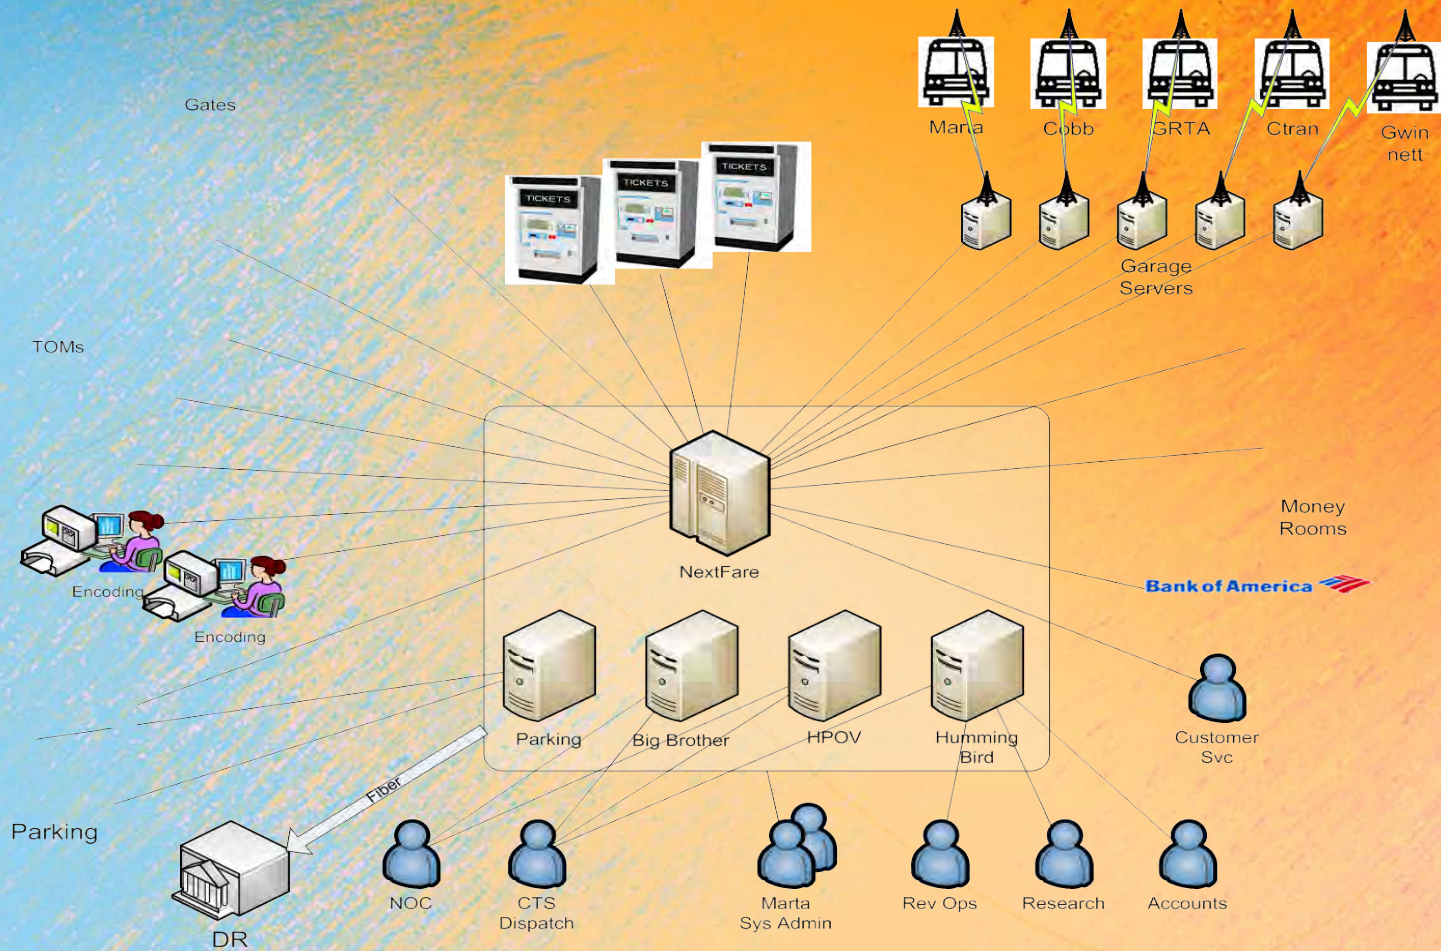 Gates
TICKETS
TICKETS
TICKETS
Marta
Cobb
GRTA
Ctran
Gwin
nett
Garage
Servers
TOMs
NextFare
Money
Rooms
Bank of America
Encoding
Encoding
Parking
Big Brother
HPOV
Humming
Bird
Customer
Svc
Fiber
Parking
DR
NOC
CTS
Dispatch
Marta
Sys Admin
Rev Ops
Research
Accounts